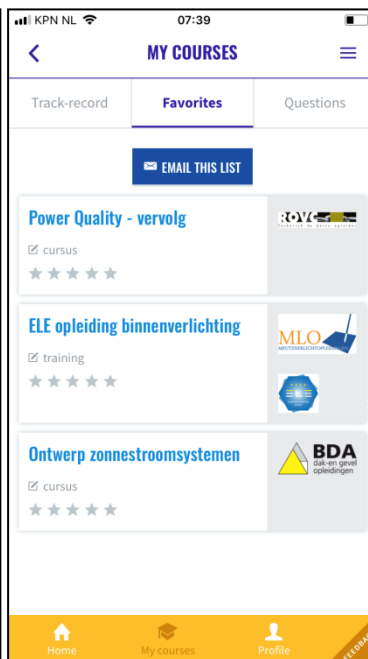 KPN NL
07:39
MY COURSES
Track-record
Favorites
Questions
EMAIL THIS LIST
Power Quality - vervolg
ROVC
cursus
ELE opleiding binnenverlichting
MLO
training
Ontwerp zonnestroomsystemen
BDA
dak-en gevel
opleidingen
cursus
Home
My courses
Profile